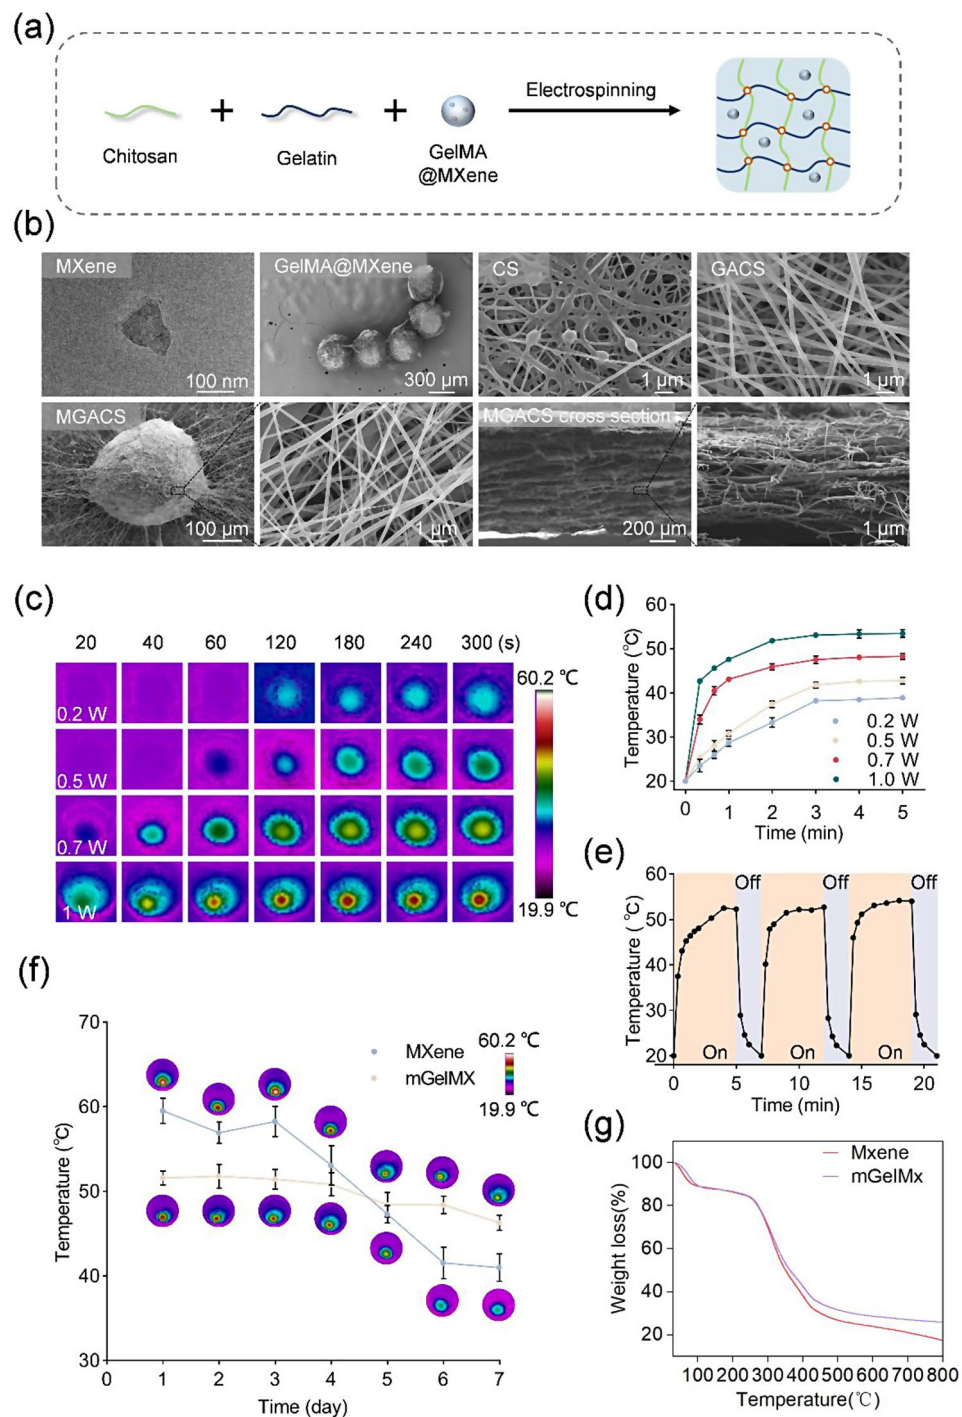 (a)
Electrospinning
Chitosan
Gelatin
GelMA
@MXene
(b)
MXene
100 nm
GelMA@MXene
300 µm
CS
1 µm
GACS
1 µm
MGACS
100 µm
1 µm
MGACS cross section
200 µm
1 µm
(c)
20 40 60 120 180 240 300 (s)
0.2 W
0.5 W
0.7 W
1 W
60.2 ℃
19.9 ℃
(d)
Temperature (℃)
60
50
40
30
20
0.2 W
0.5 W
0.7 W
1.0 W
0 1 2 3 4 5
Time (min)
(e)
Temperature (℃)
60
50
40
30
20
Off Off Off
On On On
0 5 10 15 20
Time (min)
(f)
Temperature (℃)
70
60
50
40
30
MXene
mGelMX
60.2 ℃
19.9 ℃
0 1 2 3 4 5 6 7
Time (day)
(g)
Weight loss(%)
100
80
60
40
20
Mxene
mGelMx
100 200 300 400 500 600 700 800
Temperature(℃)